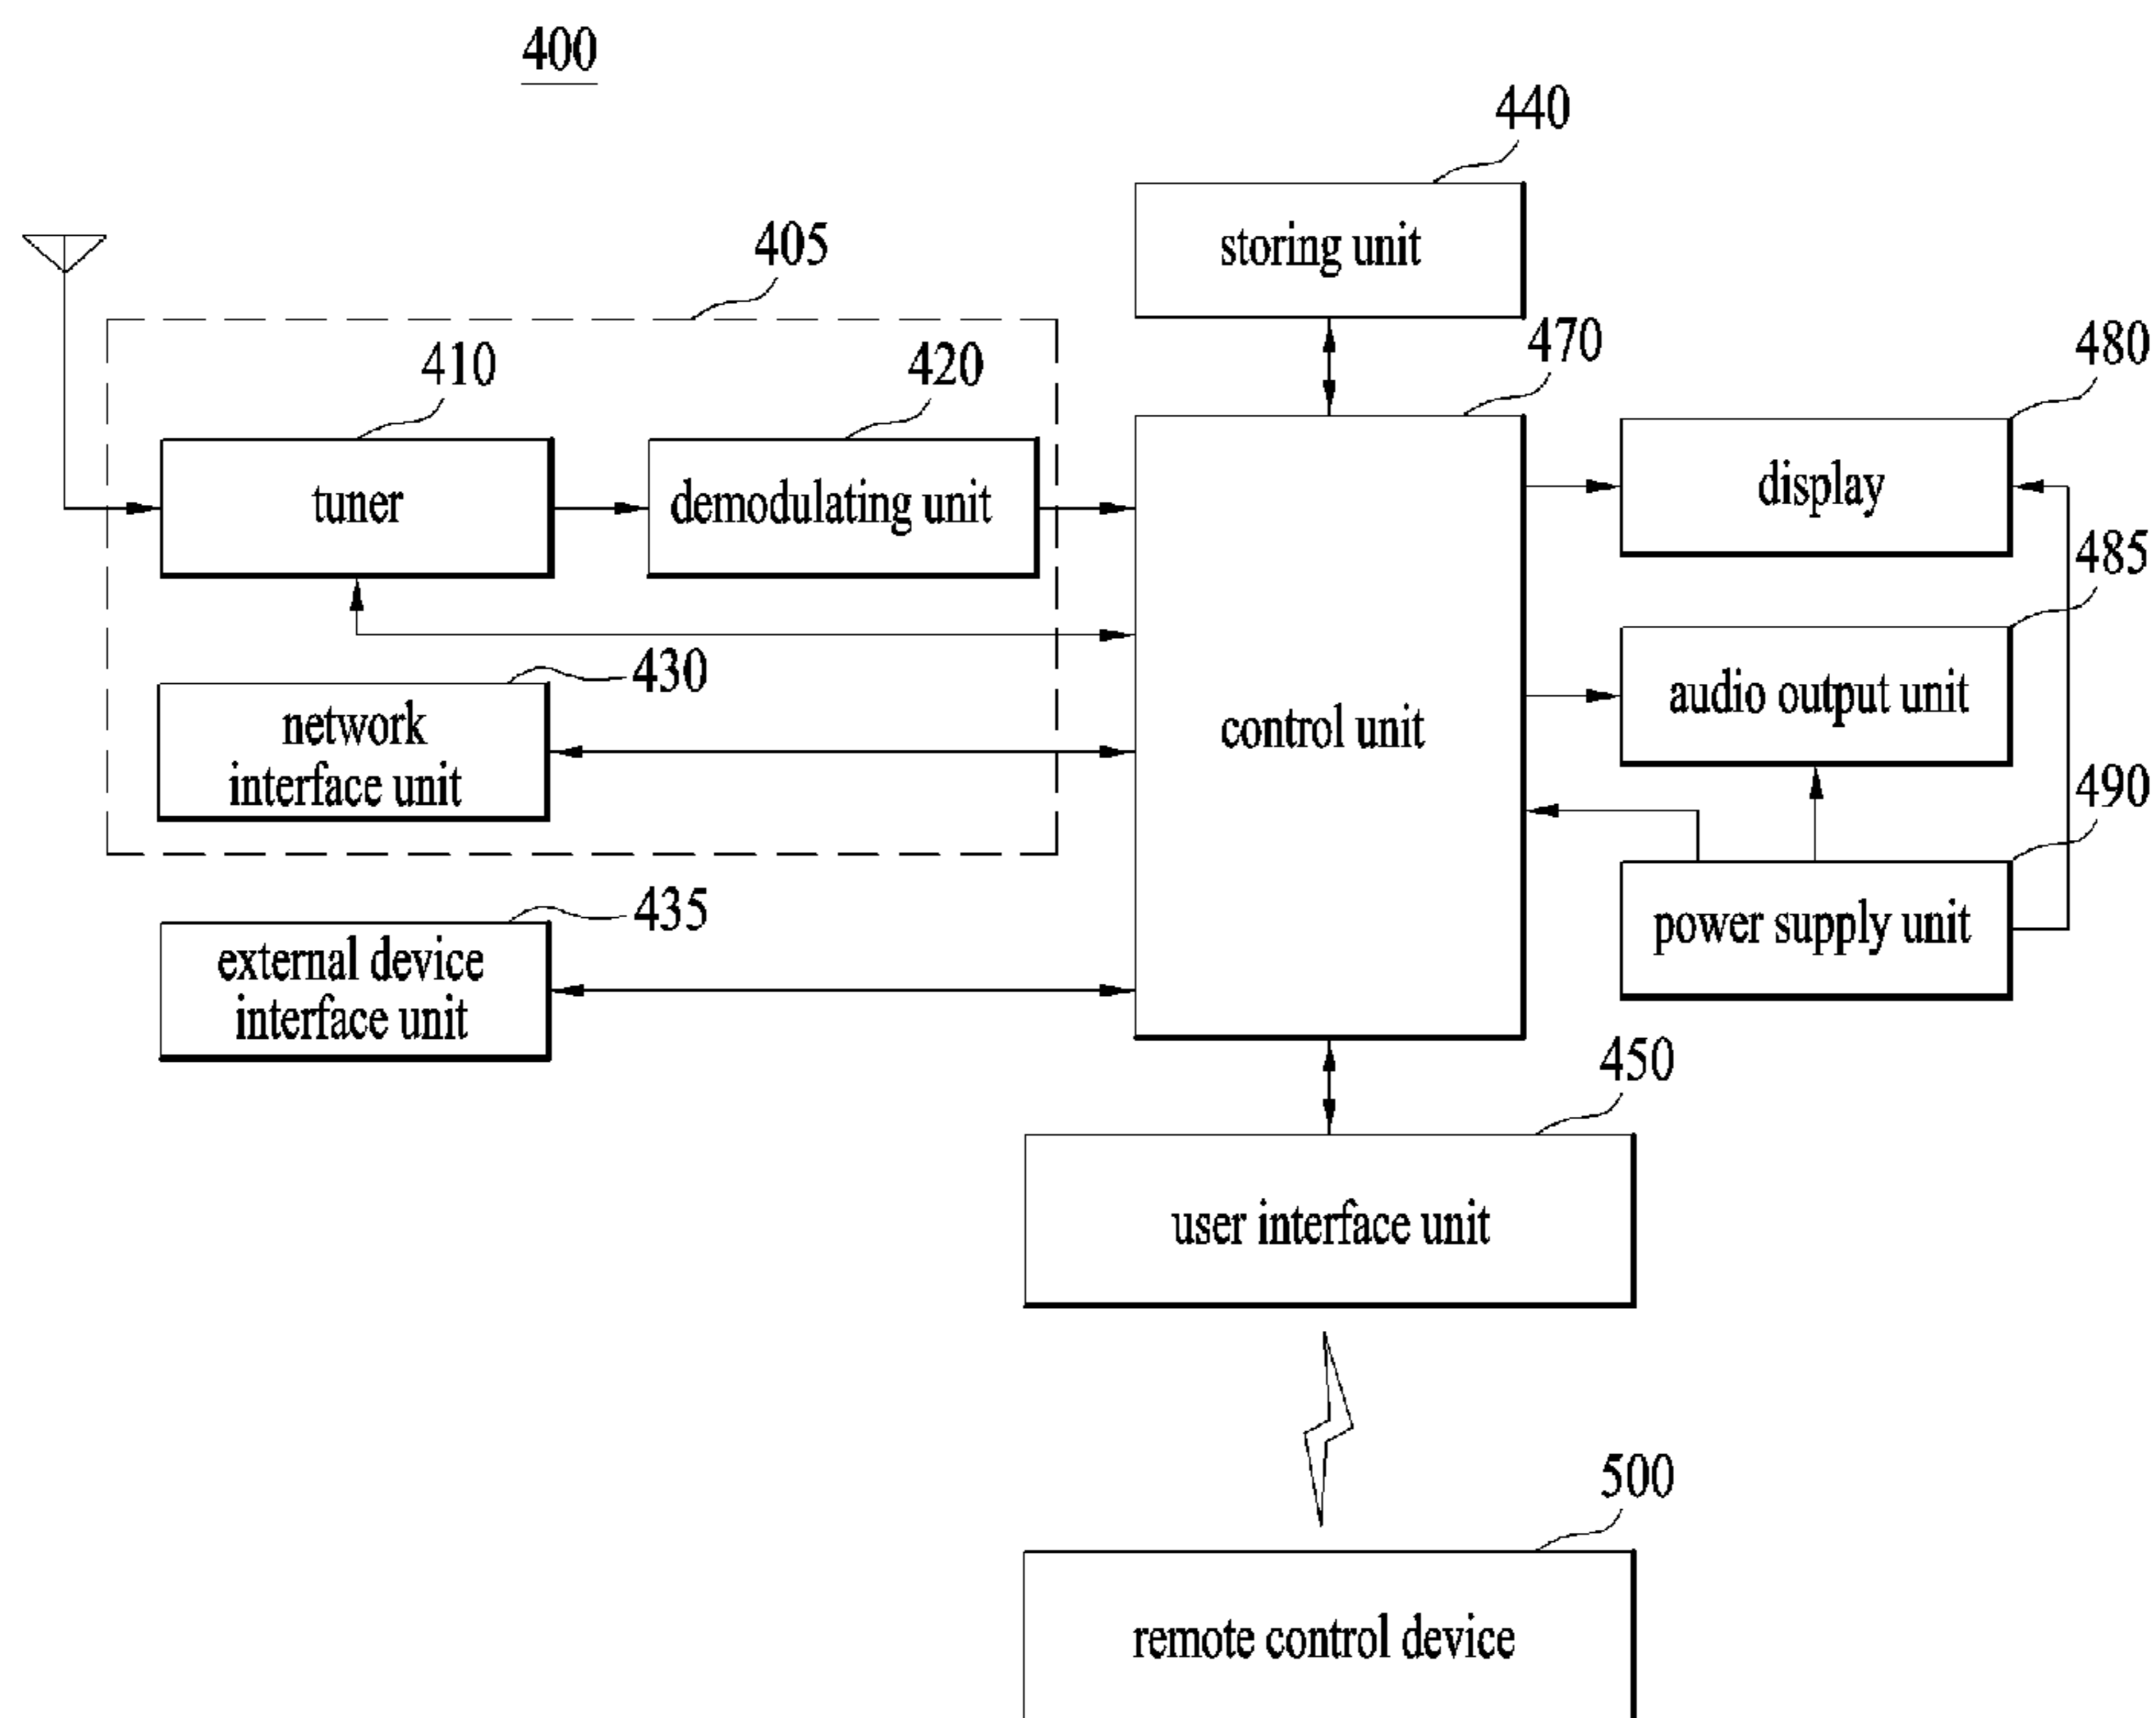 400
440
storing unit
405
470
480
410
420
tuner
demodulating unit
display
485
430
network
interface unit
control unit
audio output unit
490
435
external device
interface unit
power supply unit
450
user interface unit
500
remote control device